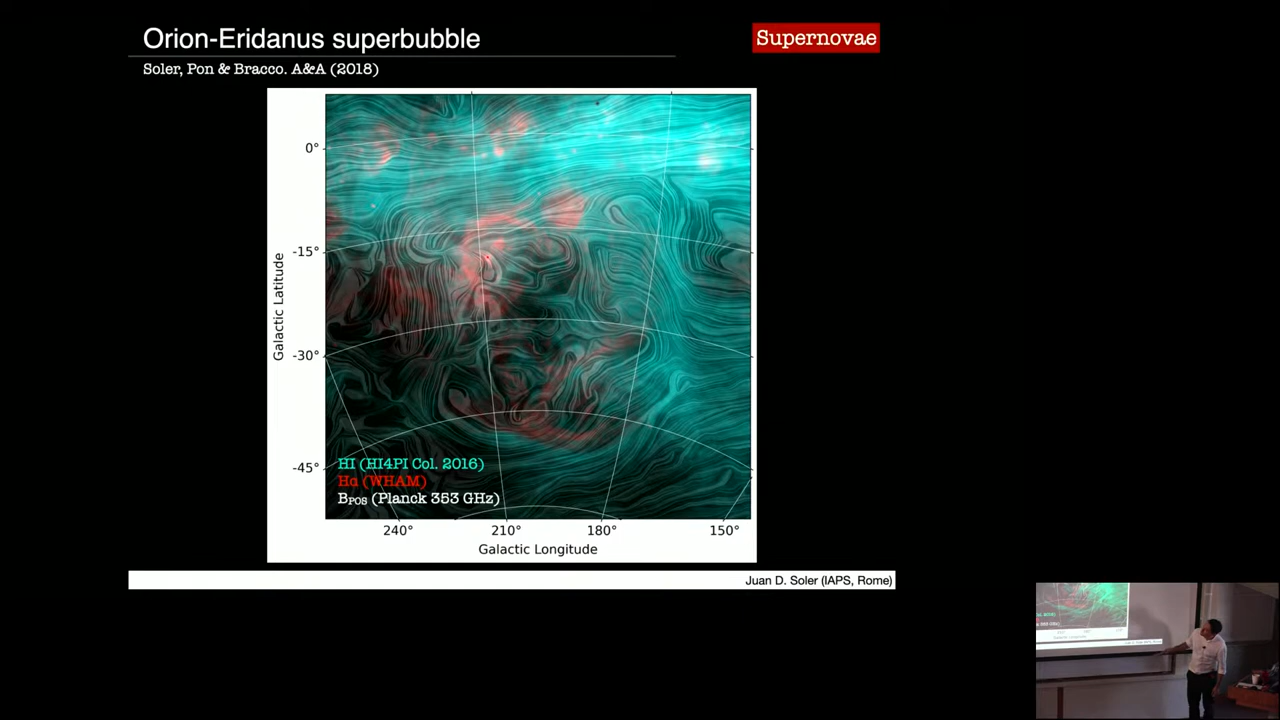 Orion-Eridanus superbubble
Supernovae
Soler, Pon & Bracco. A&A (2018)
0°
-15°
-30°
-45°
Galactic Latitude
HI (HI4PI Col. 2016)
Hα (WHAM)
BPOS (Planck 353 GHz)
240°
210°
180°
150°
Galactic Longitude
Juan D. Soler (IAPS, Rome)